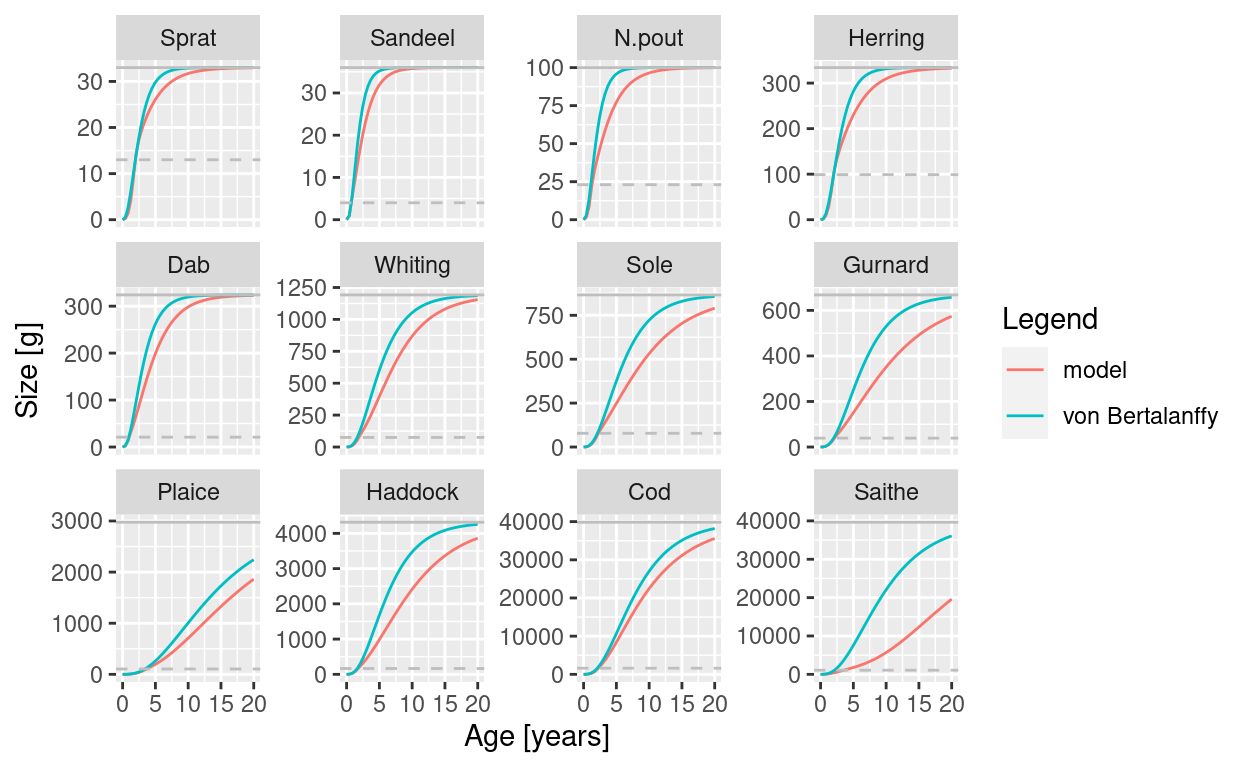 Sprat Sandeel N.pout Herring
30 20 10 0
30 20 10 0
100 75 50 25 0
300 200 100 0
Dab Whiting Sole Gurnard
300 200 100 0
1250 1000 750 500 250 0
750 500 250 0
600 400 200 0
Size [g]
Legend
model
von Bertalanffy
Plaice Haddock Cod Saithe
3000 2000 1000 0
4000 3000 2000 1000 0
40000 30000 20000 10000 0
40000 30000 20000 10000 0
0 5 10 15 20 0 5 10 15 20 0 5 10 15 20 0 5 10 15 20
Age [years]